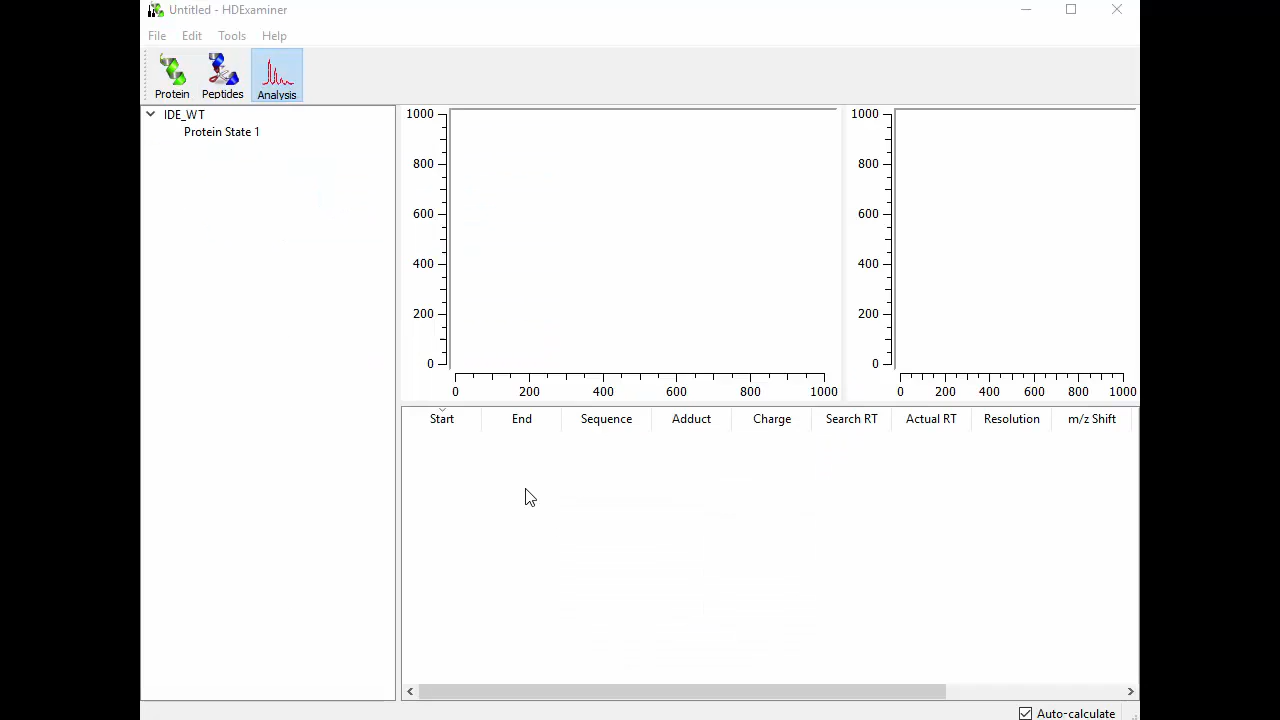 Untitled - HDExaminer
File Edit Tools Help
Protein Peptides Analysis
IDE_WT
Protein State 1
1000
800
600
400
200
0
0 200 400 600 800 1000
1000
800
600
400
200
0
0 200 400 600 800 1000
Start End Sequence Adduct Charge Search RT Actual RT Resolution m/z Shift
Auto-calculate